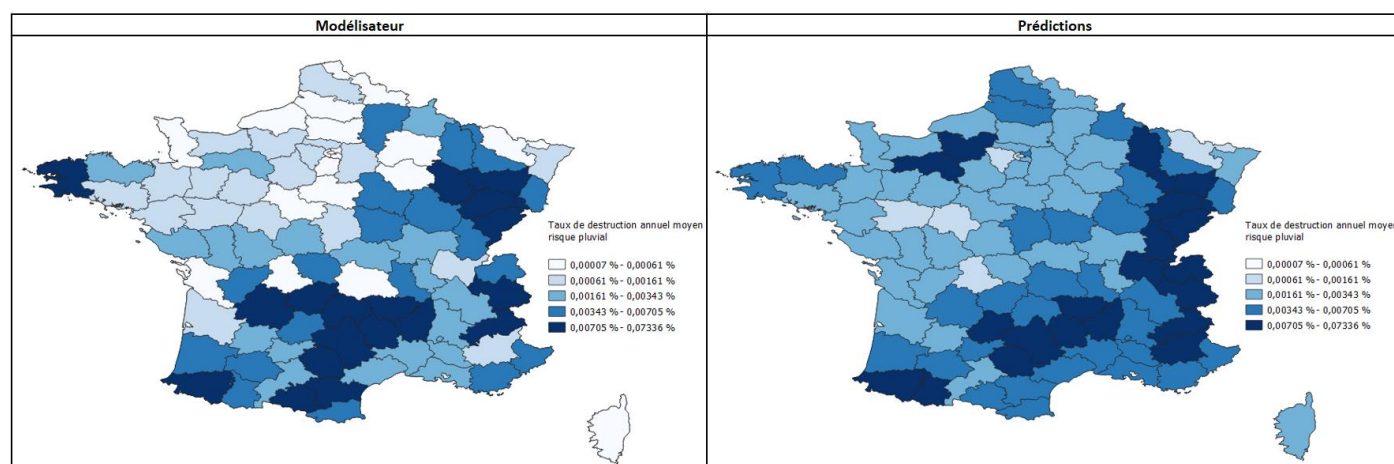 Modélisateur
Prédictions
Taux de destruction annuel moyen
risque pluvial
0,00007 % - 0,00061 %
0,00061 % - 0,00161 %
0,00161 % - 0,00343 %
0,00343 % - 0,00705 %
0,00705 % - 0,07336 %
Taux de destruction annuel moyen
risque pluvial
0,00007 % - 0,00061 %
0,00061 % - 0,00161 %
0,00161 % - 0,00343 %
0,00343 % - 0,00705 %
0,00705 % - 0,07336 %